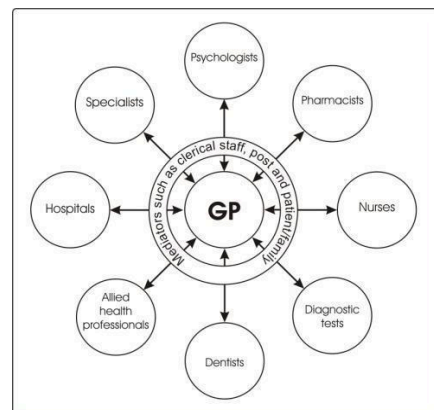 Psychologists
Specialists
Pharmacists
Mediators such as clerical staff, post and patient/family
Hospitals
GP
Nurses
Allied
health
professionals
Diagnostic
tests
Dentists